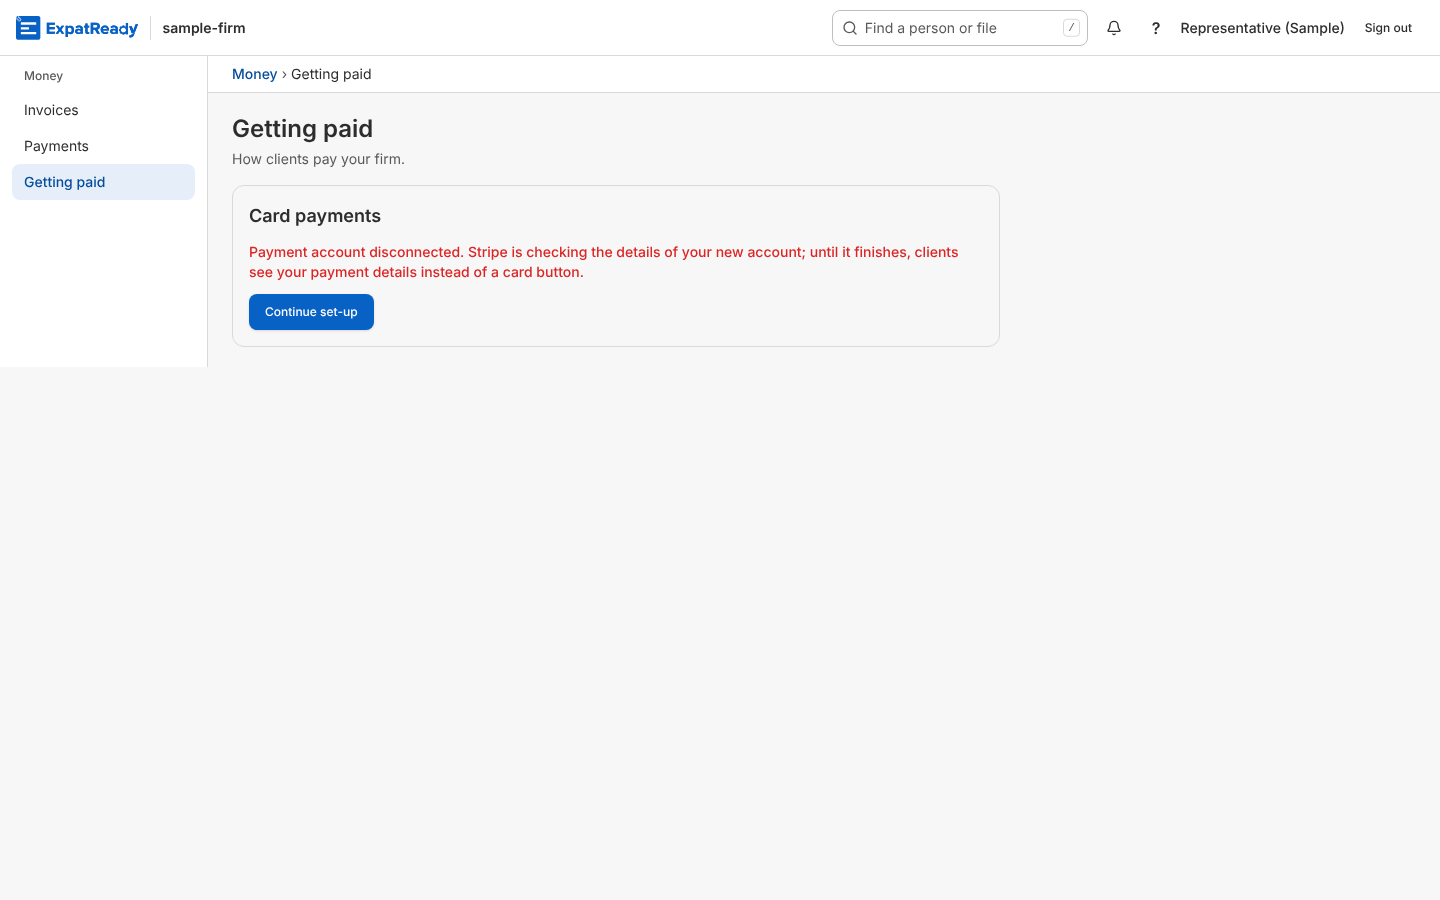 ExpatReady
sample-firm
Find a person or file
/
?
Representative (Sample)
Sign out
Money
Invoices
Payments
Getting paid
Money › Getting paid
Getting paid
How clients pay your firm.
Card payments
Payment account disconnected. Stripe is checking the details of your new account; until it finishes, clients
see your payment details instead of a card button.
Continue set-up